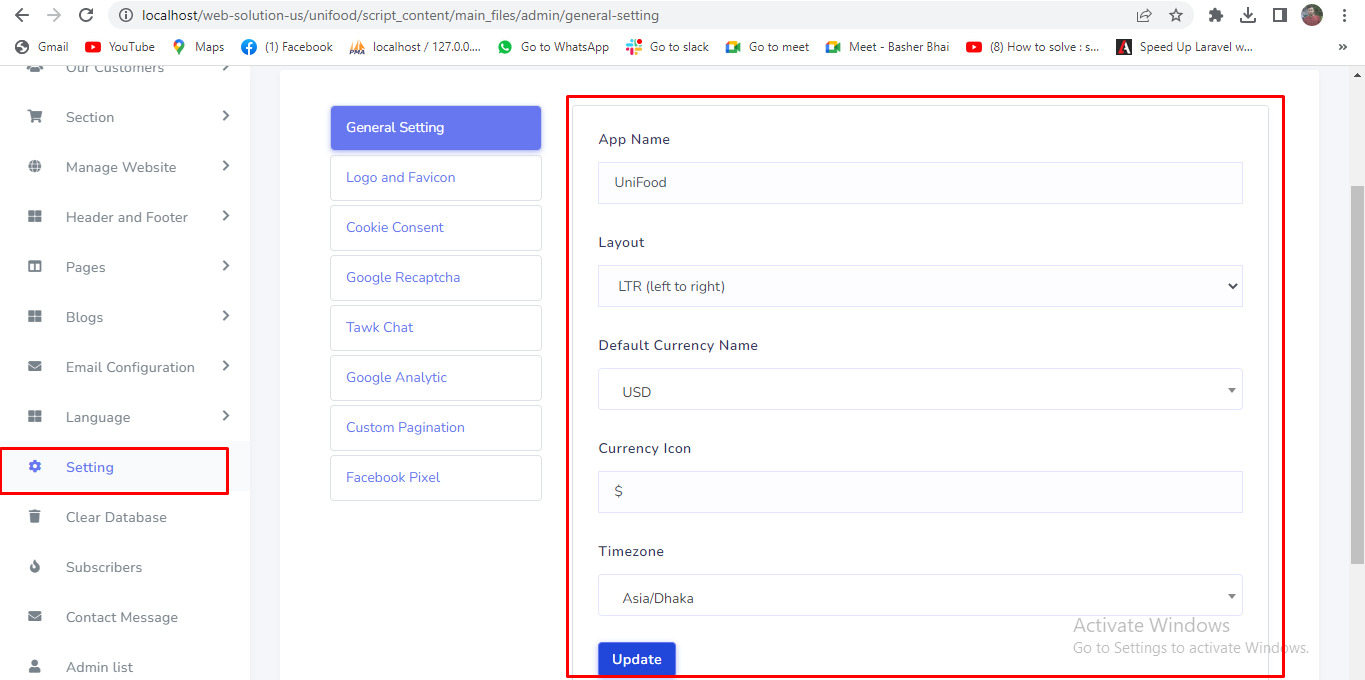 localhost/web-solution-us/unifood/script_content/main_files/admin/general-setting
Gmail
YouTube
Maps
(1) Facebook
localhost / 127.0.0....
Go to WhatsApp
Go to slack
Go to meet
Meet - Basher Bhai
(8) How to solve : s...
Speed Up Laravel w...
»
Our Customers
Section
Manage Website
Header and Footer
Pages
Blogs
Email Configuration
Language
Setting
Clear Database
Subscribers
Contact Message
Admin list
General Setting
Logo and Favicon
Cookie Consent
Google Recaptcha
Tawk Chat
Google Analytic
Custom Pagination
Facebook Pixel
App Name
UniFood
Layout
LTR (left to right)
Default Currency Name
USD
Currency Icon
$
Timezone
Asia/Dhaka
Update
Activate Windows
Go to Settings to activate Windows.